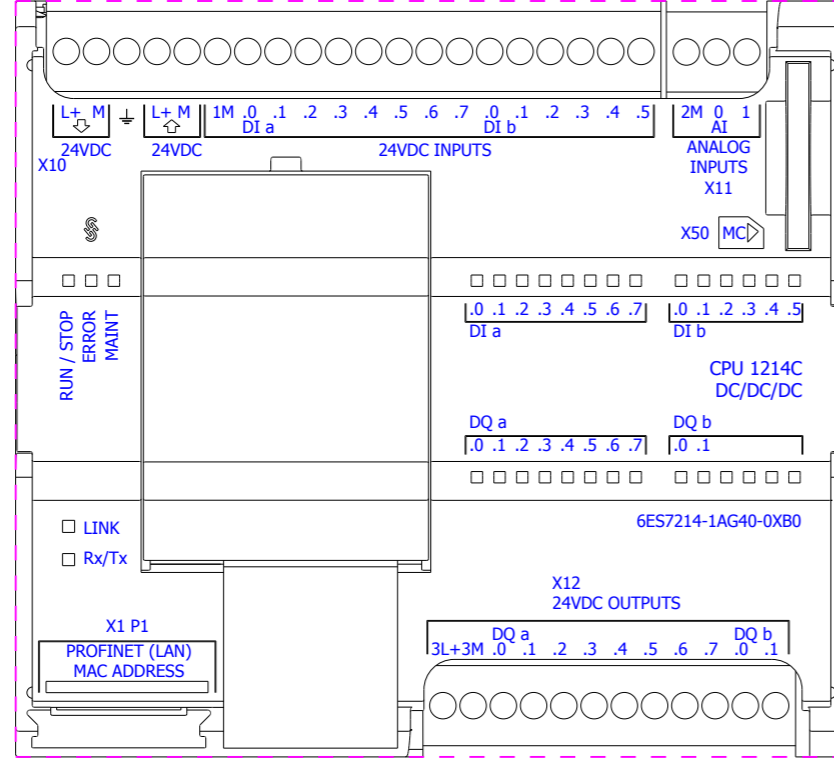 L+ M L+ M 1M .0 .1 .2 .3 .4 .5 .6 .7 .0 .1 .2 .3 .4 .5 2M 0 1
DI a DI b AI
24VDC 24VDC 24VDC INPUTS ANALOG
INPUTS
X10
X11
X50 MC
RUN / STOP
ERROR
MAINT
.0 .1 .2 .3 .4 .5 .6 .7 .0 .1 .2 .3 .4 .5
DI a DI b
CPU 1214C
DC/DC/DC
DQ a DQ b
.0 .1 .2 .3 .4 .5 .6 .7 .0 .1
LINK
Rx/Tx
6ES7214-1AG40-0XB0
X12
24VDC OUTPUTS
X1 P1
PROFINET (LAN)
MAC ADDRESS
DQ a DQ b
3L+3M .0 .1 .2 .3 .4 .5 .6 .7 .0 .1